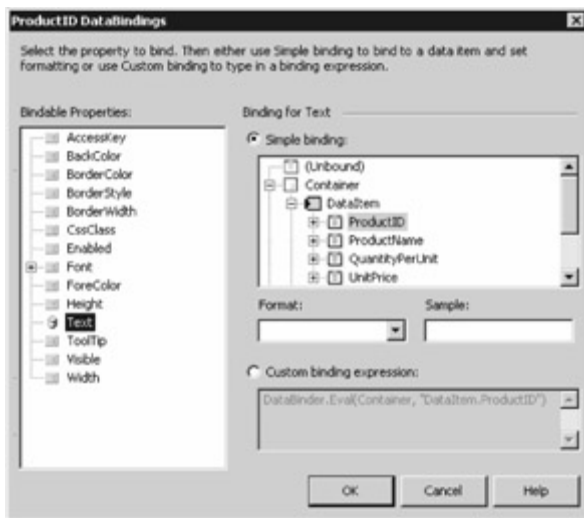 ProductID DataBindings
Select the property to bind. Then either use Simple binding to bind to a data item and set
formatting or use Custom binding to type in a binding expression.
Bindable Properties:
AccessKey
BackColor
BorderColor
BorderStyle
BorderWidth
CssClass
Enabled
Font
ForeColor
Height
Text
ToolTip
Visible
Width
Binding for Text
Simple binding:
(Unbound)
Container
DataItem
ProductID
ProductName
QuantityPerUnit
UnitPrice
Format:
Sample:
Custom binding expression:
DataBinder.Eval(Container, "DataItem.ProductID")
OK
Cancel
Help